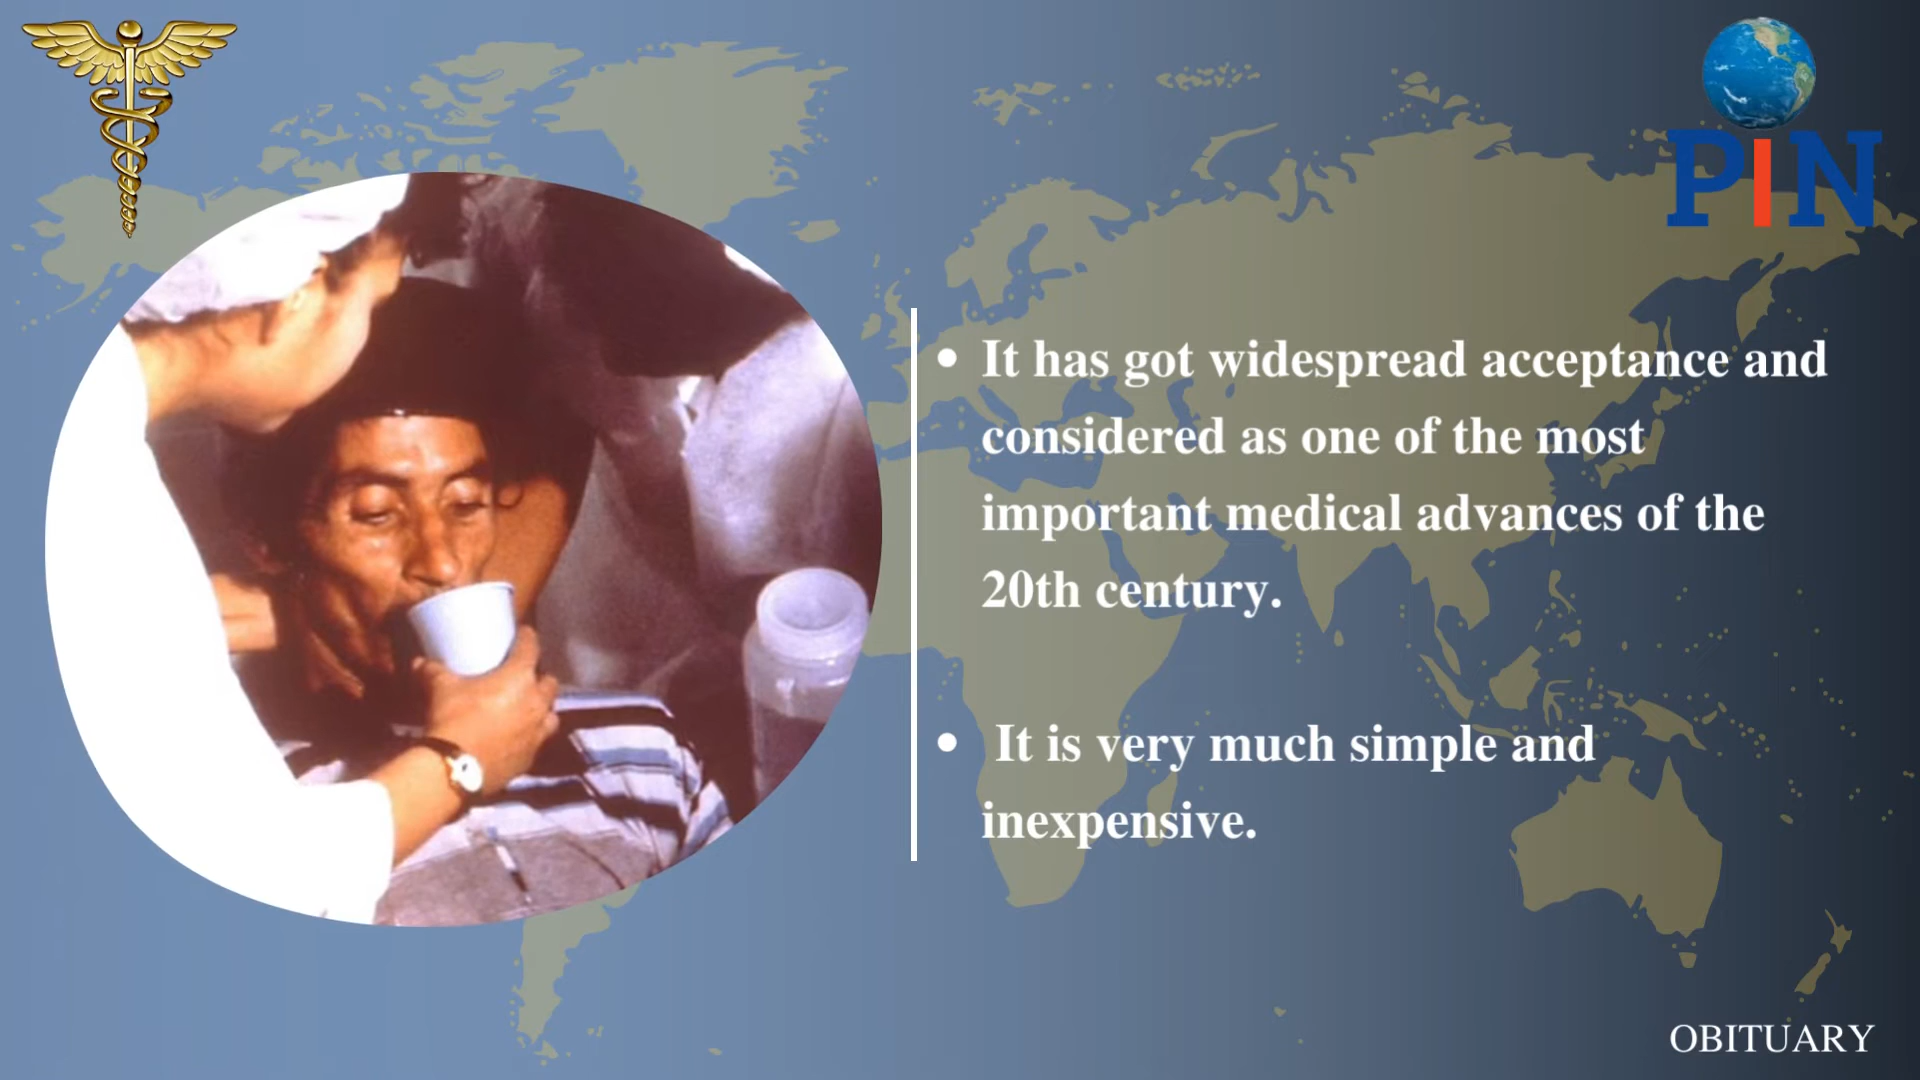 PIN
• It has got widespread acceptance and
considered as one of the most
important medical advances of the
20th century.
• It is very much simple and
inexpensive.
OBITUARY